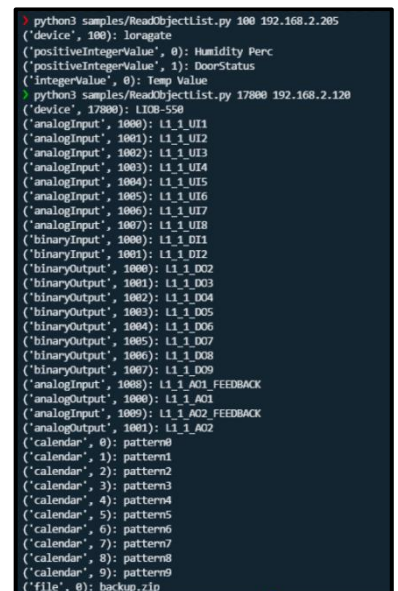 ❯ python3 samples/ReadObjectList.py 100 192.168.2.205
('device', 100): loragate
('positiveIntegerValue', 0): Humidity Perc
('positiveIntegerValue', 1): DoorStatus
('integerValue', 0): Temp Value
❯ python3 samples/ReadObjectList.py 17800 192.168.2.120
('device', 17800): LIOB-550
('analogInput', 1000): L1_1_UI1
('analogInput', 1001): L1_1_UI2
('analogInput', 1002): L1_1_UI3
('analogInput', 1003): L1_1_UI4
('analogInput', 1004): L1_1_UI5
('analogInput', 1005): L1_1_UI6
('analogInput', 1006): L1_1_UI7
('analogInput', 1007): L1_1_UI8
('binaryInput', 1000): L1_1_DI1
('binaryInput', 1001): L1_1_DI2
('binaryOutput', 1000): L1_1_DO2
('binaryOutput', 1001): L1_1_DO3
('binaryOutput', 1002): L1_1_DO4
('binaryOutput', 1003): L1_1_DO5
('binaryOutput', 1004): L1_1_DO6
('binaryOutput', 1005): L1_1_DO7
('binaryOutput', 1006): L1_1_DO8
('binaryOutput', 1007): L1_1_DO9
('analogInput', 1008): L1_1_AO1_FEEDBACK
('analogOutput', 1000): L1_1_AO1
('analogInput', 1009): L1_1_AO2_FEEDBACK
('analogOutput', 1001): L1_1_AO2
('calendar', 0): pattern0
('calendar', 1): pattern1
('calendar', 2): pattern2
('calendar', 3): pattern3
('calendar', 4): pattern4
('calendar', 5): pattern5
('calendar', 6): pattern6
('calendar', 7): pattern7
('calendar', 8): pattern8
('calendar', 9): pattern9
('file', 0): backup.zip